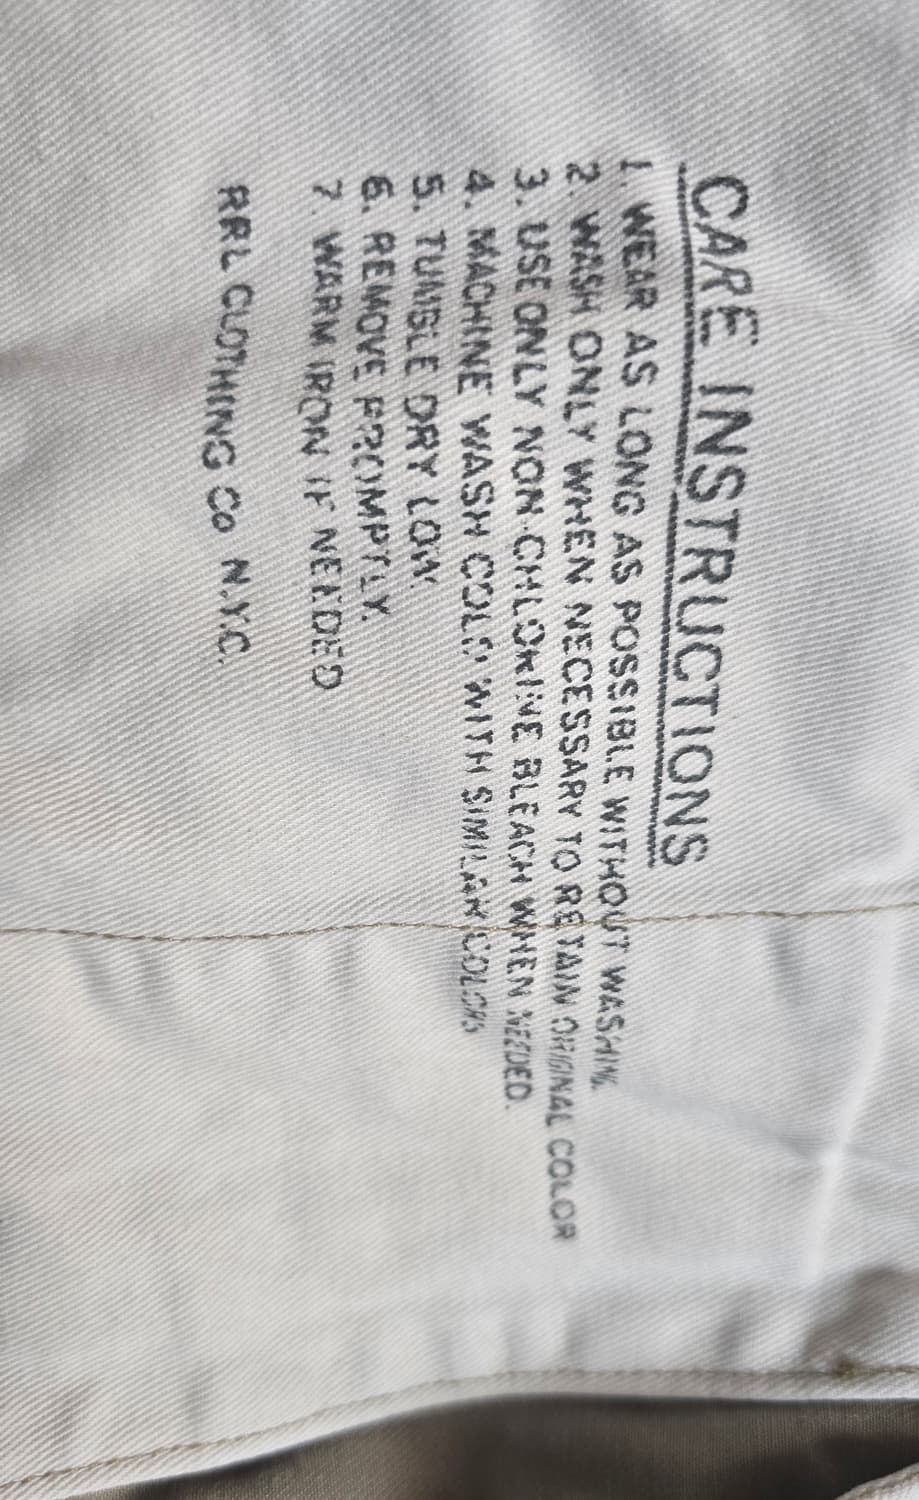 CARE INSTRUCTIONS
1. WEAR AS LONG AS POSSIBLE WITHOUT WASHING.
2. WASH ONLY WHEN NECESSARY TO RETAIN ORIGINAL COLOR
3. USE ONLY NON-CHLORINE BLEACH WHEN NEEDED.
4. MACHINE WASH COLD WITH SIMILAR COLORS
5. TUMBLE DRY LOW.
6. REMOVE PROMPTLY.
7. WARM IRON IF NEEDED
RRL CLOTHING Co N.Y.C.